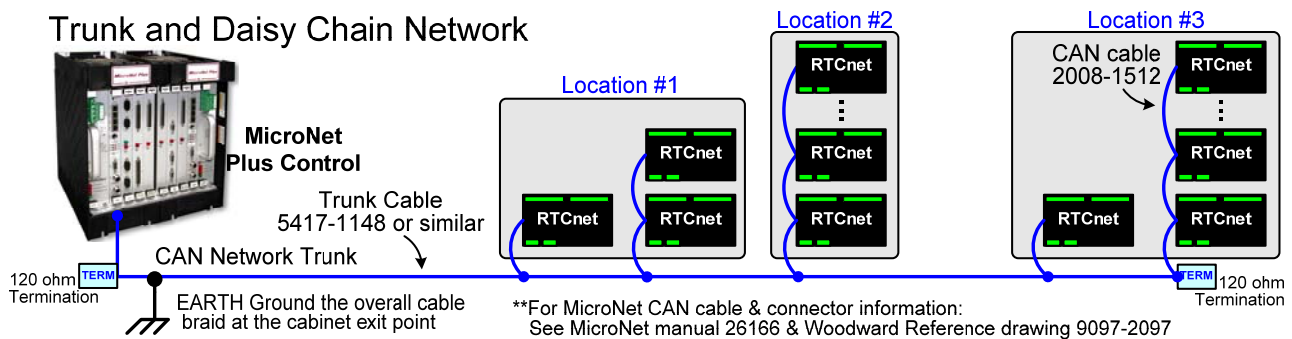 Trunk and Daisy Chain Network
MicroNet Plus
MicroNet Plus
MicroNet
Plus Control
Location #1
RTCnet
RTCnet
RTCnet
Location #2
RTCnet
RTCnet
RTCnet
Location #3
CAN cable
2008-1512
RTCnet
RTCnet
RTCnet
RTCnet
Trunk Cable
5417-1148 or similar
CAN Network Trunk
120 ohm
Termination
TERM
EARTH Ground the overall cable
braid at the cabinet exit point
**For MicroNet CAN cable & connector information:
See MicroNet manual 26166 & Woodward Reference drawing 9097-2097
TERM
120 ohm
Termination